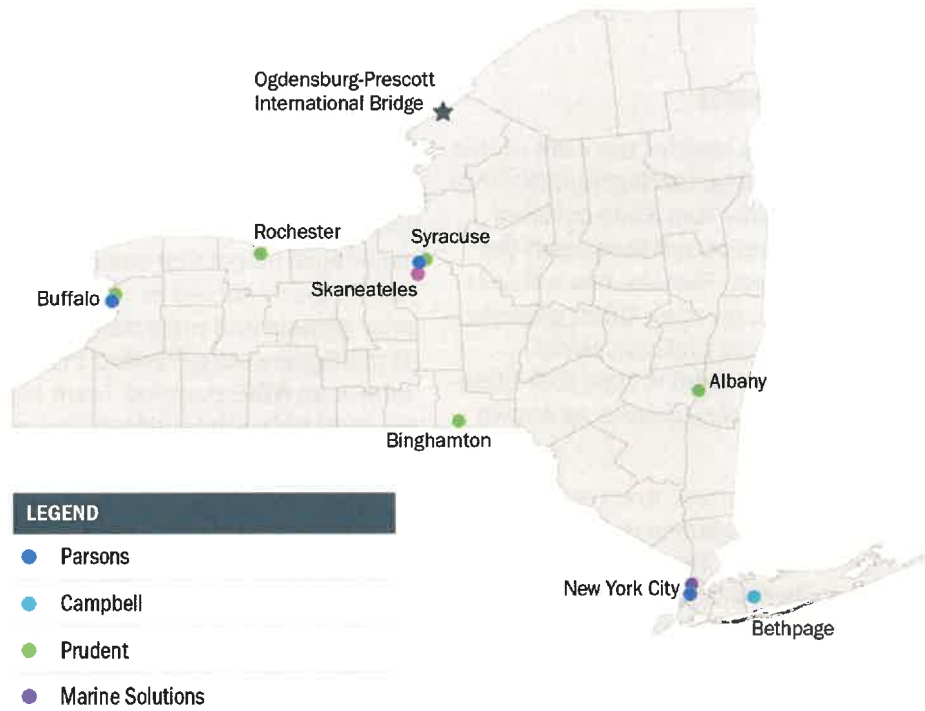 Ogdensburg-Prescott
International Bridge
Rochester
Syracuse
Buffalo
Skaneateles
Albany
Binghamton
LEGEND
Parsons
Campbell
Prudent
Marine Solutions
New York City
Bethpage